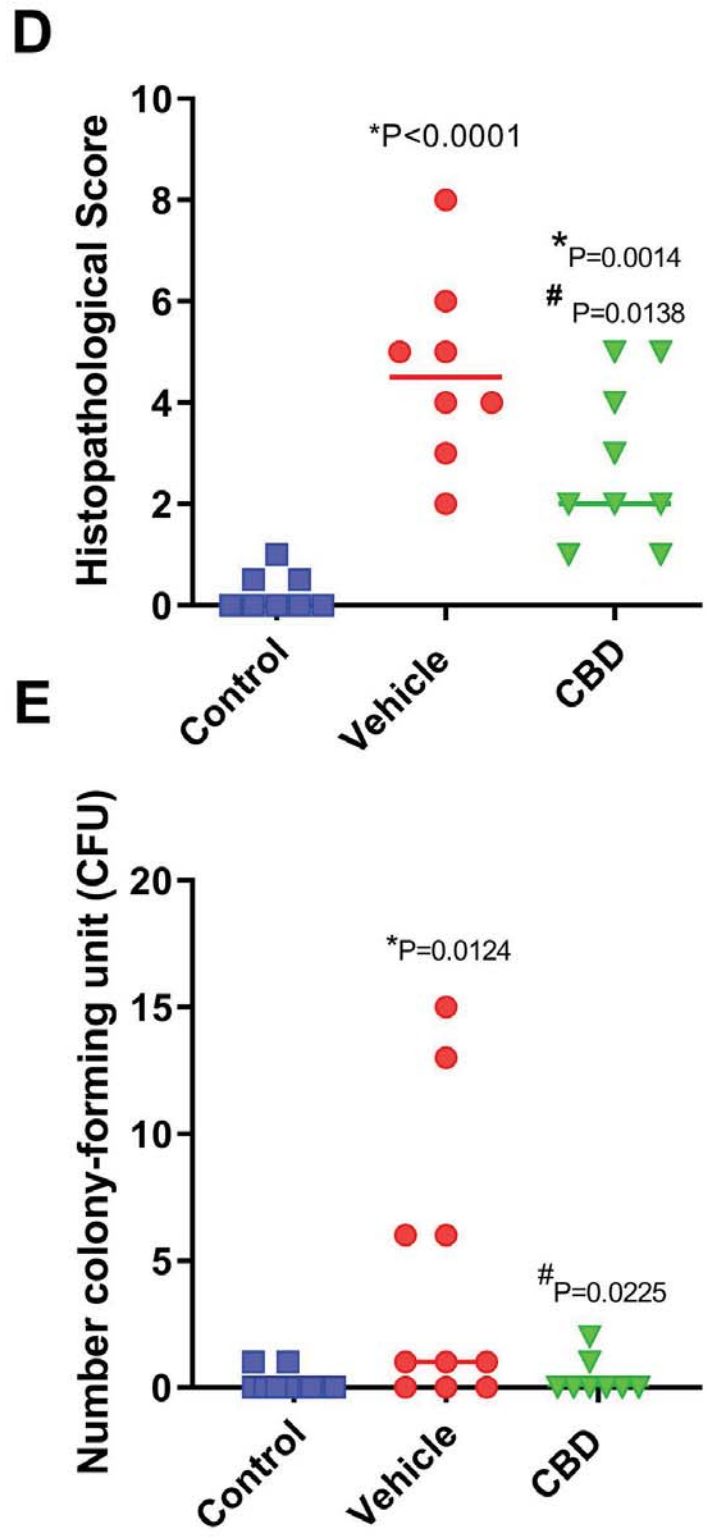 D
Histopathological Score
10
8
6
4
2
0
*P<0.0001
*P=0.0014
# P=0.0138
Control
Vehicle
CBD
E
Number colony-forming unit (CFU)
20
15
10
5
0
*P=0.0124
#P=0.0225
Control
Vehicle
CBD